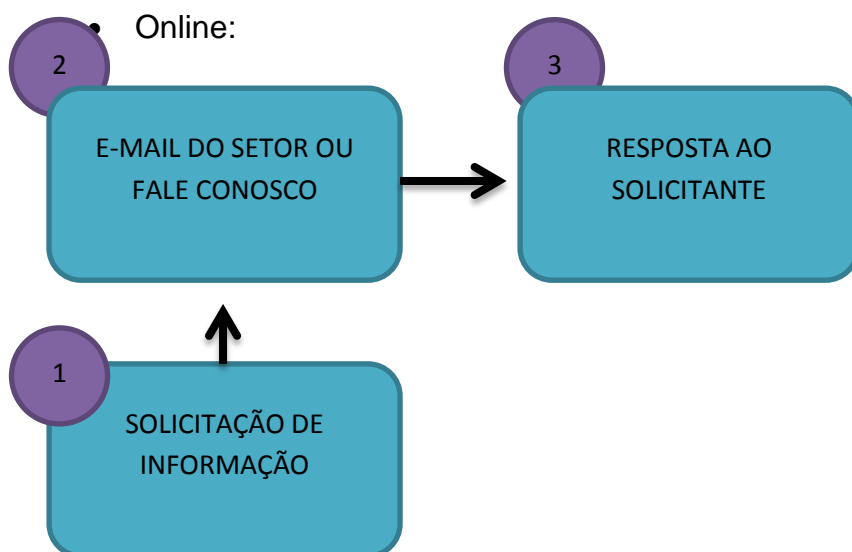 • Online:
2
E-MAIL DO SETOR OU
FALE CONOSCO
3
RESPOSTA AO
SOLICITANTE
1
SOLICITAÇÃO DE
INFORMAÇÃO